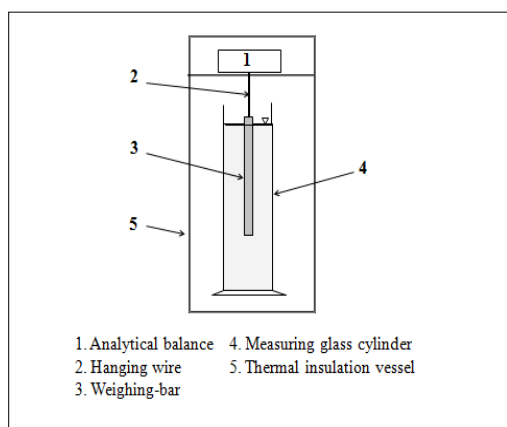 1
2
3
4
5
1. Analytical balance 4. Measuring glass cylinder
2. Hanging wire 5. Thermal insulation vessel
3. Weighing-bar